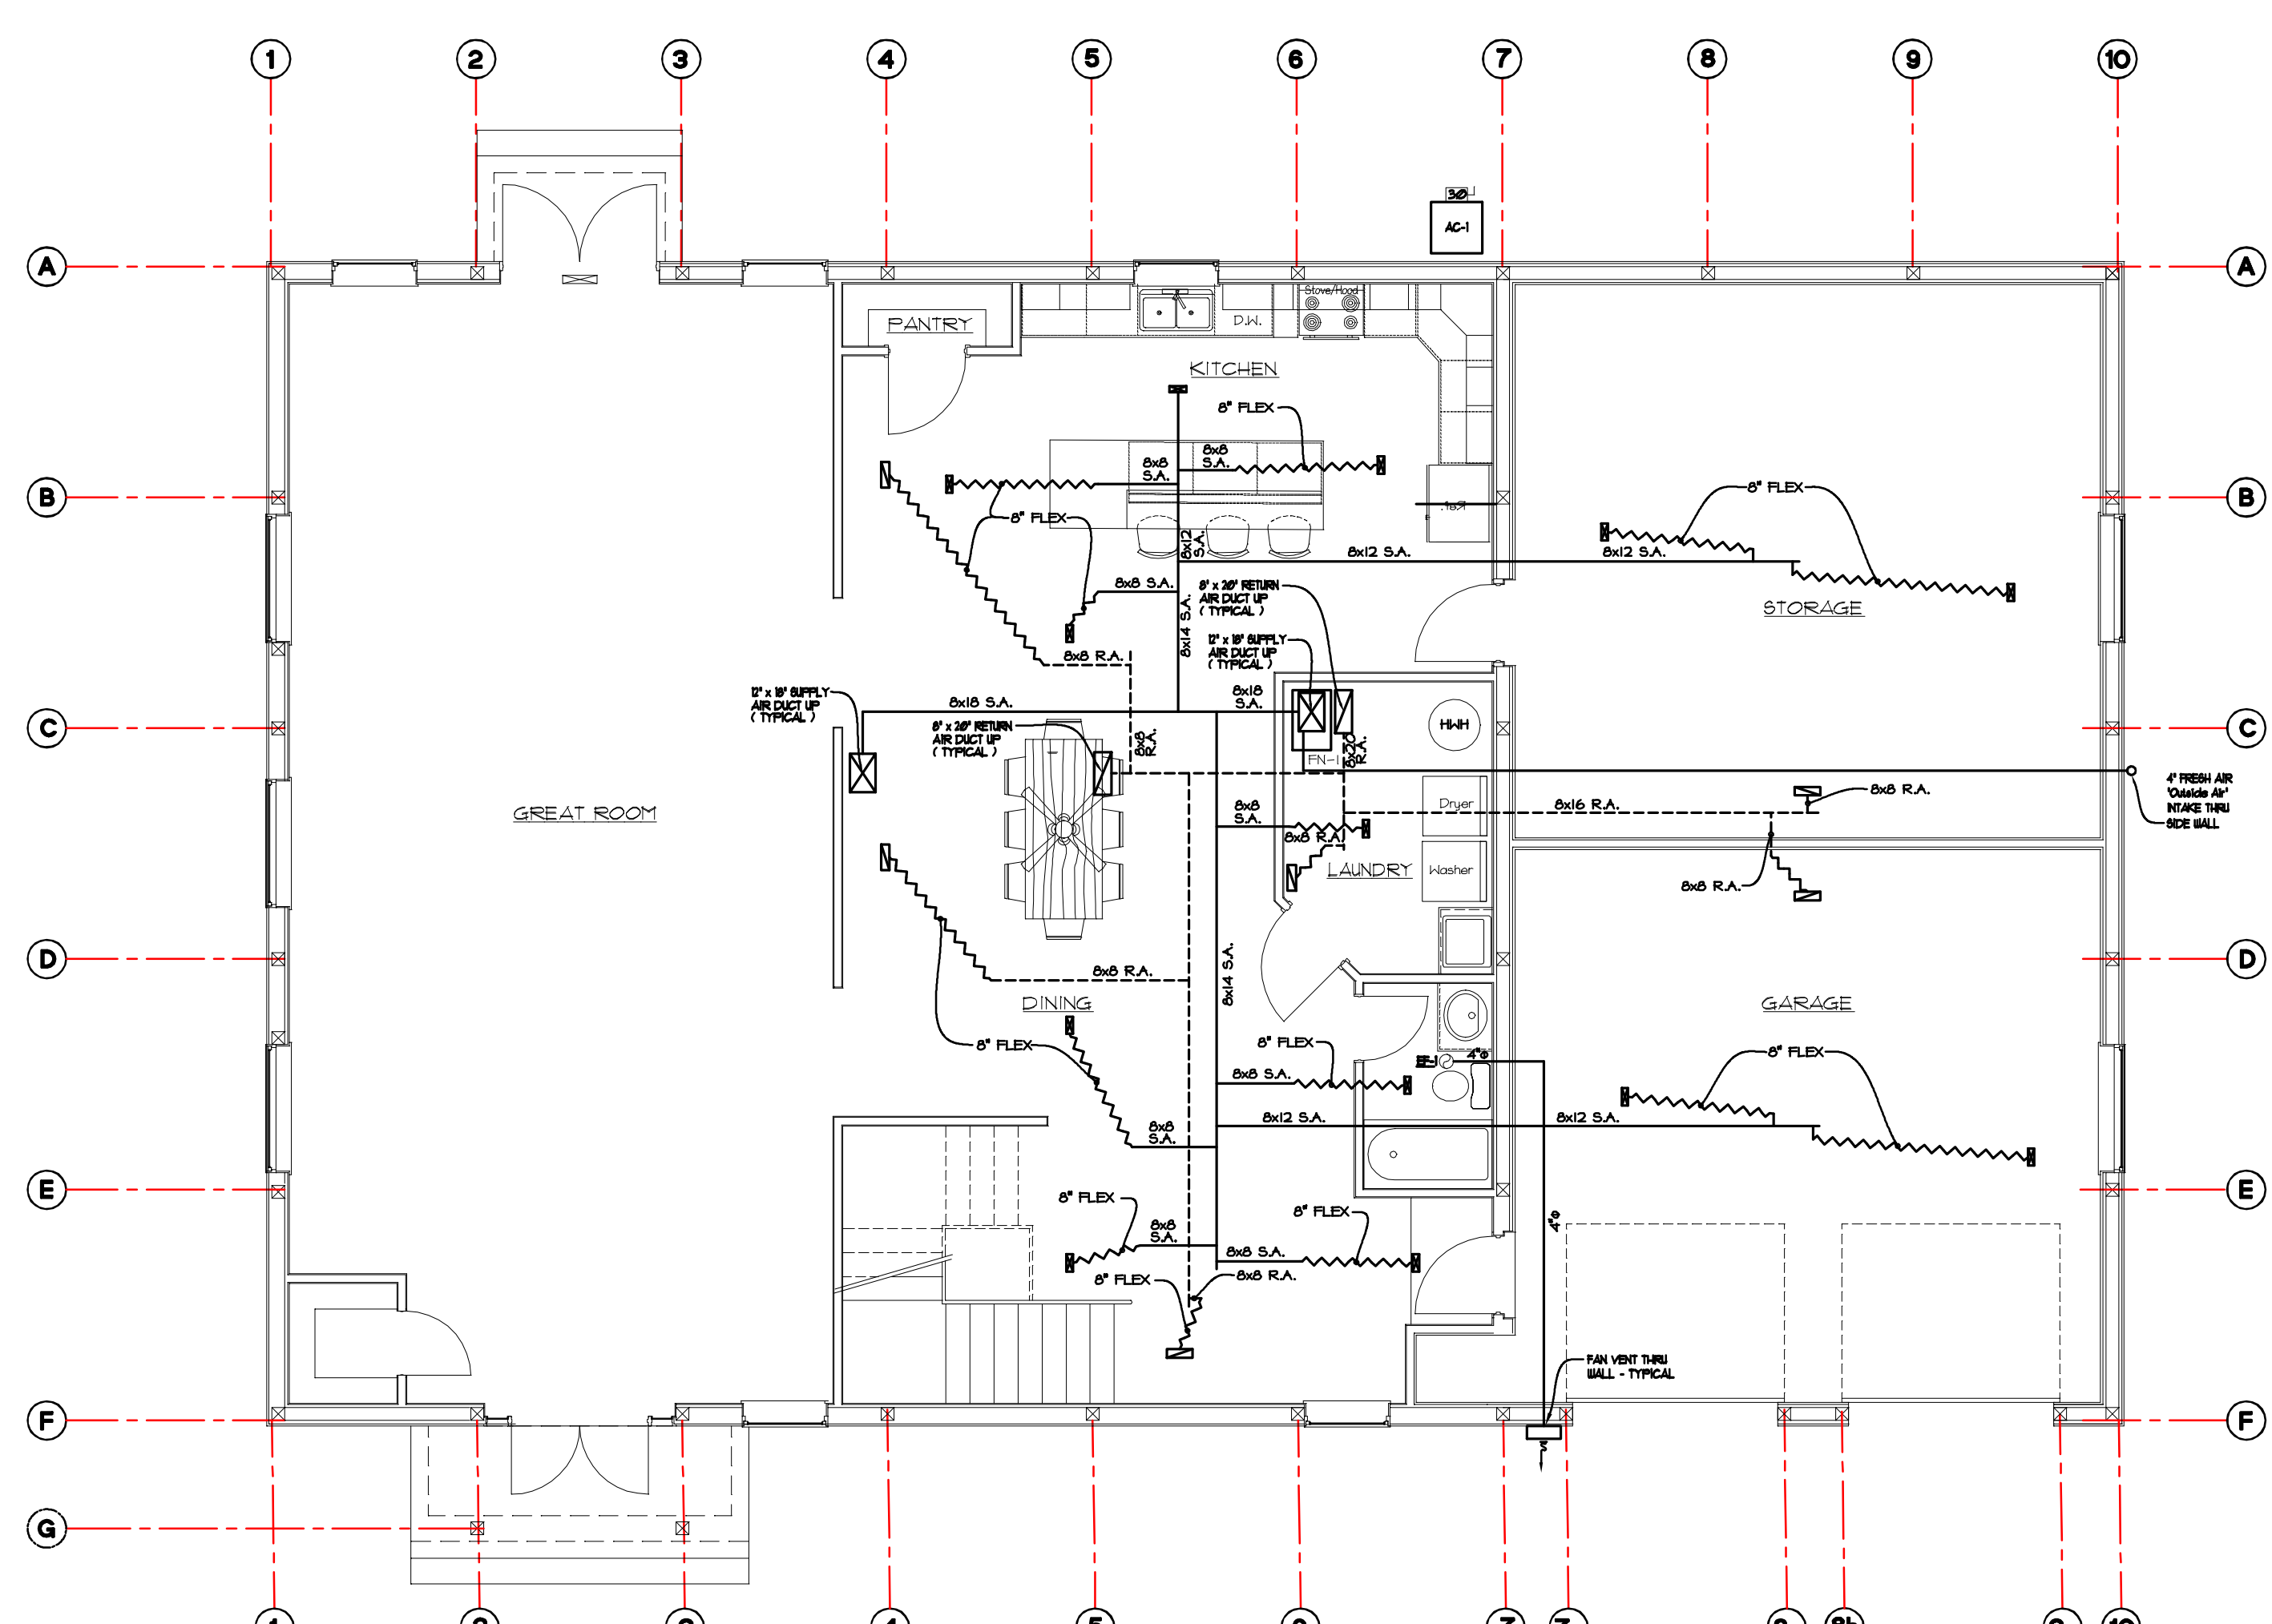 1 2 3 4 5 6 7 8 9 10
30
AC-1
A
A
Stove/Hood
PANTRY
D.W.
KITCHEN
8" FLEX
8x8
S.A.
8x8
S.A.
8" FLEX
B
B
Ref.
8" FLEX
8x12
S.A.
8x12 S.A.
8x12 S.A.
8x8 S.A.
8" x 20" RETURN
AIR DUCT UP
( TYPICAL )
STORAGE
8x14 S.A.
12" x 18" SUPPLY
AIR DUCT UP
( TYPICAL )
8x8 R.A.
12" x 18" SUPPLY
AIR DUCT UP
( TYPICAL )
8x18 S.A.
8x18
S.A.
8" x 20" RETURN
AIR DUCT UP
( TYPICAL )
C
HWH
C
8x8
R.A.
FN-1
8x20
R.A.
4" FRESH AIR
"Outside Air"
INTAKE THRU
SIDE WALL
GREAT ROOM
8x8
S.A.
Dryer
8x16 R.A.
8x8 R.A.
8x8 R.A.
LAUNDRY
Washer
8x8 R.A.
D
8x8 R.A.
8x14 S.A.
D
DINING
GARAGE
8" FLEX
8" FLEX
EF-1
4"ø
8" FLEX
8x8 S.A.
8x12 S.A.
8x12 S.A.
8x8
S.A.
E
E
8" FLEX
8" FLEX
4"ø
8x8
S.A.
8x8 S.A.
8" FLEX
8x8 R.A.
FAN VENT THRU
WALL - TYPICAL
F
F
G